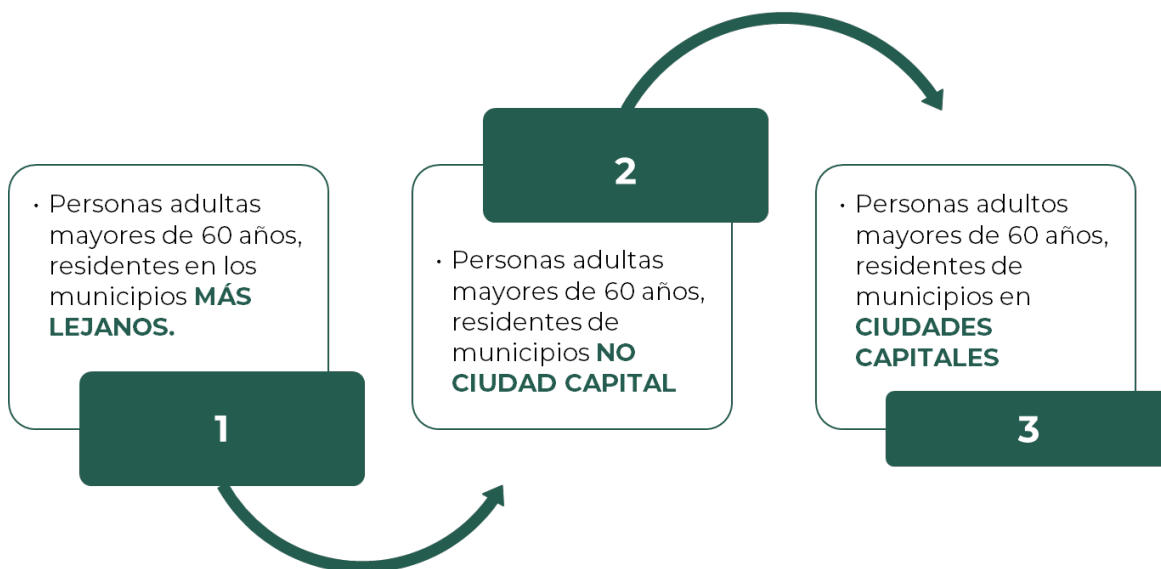 · Personas adultas
mayores de 60 años,
residentes en los
municipios MÁS
LEJANOS.
1
2
· Personas adultas
mayores de 60 años,
residentes de
municipios NO
CIUDAD CAPITAL
· Personas adultos
mayores de 60 años,
residentes de
municipios en
CIUDADES
CAPITALES
3